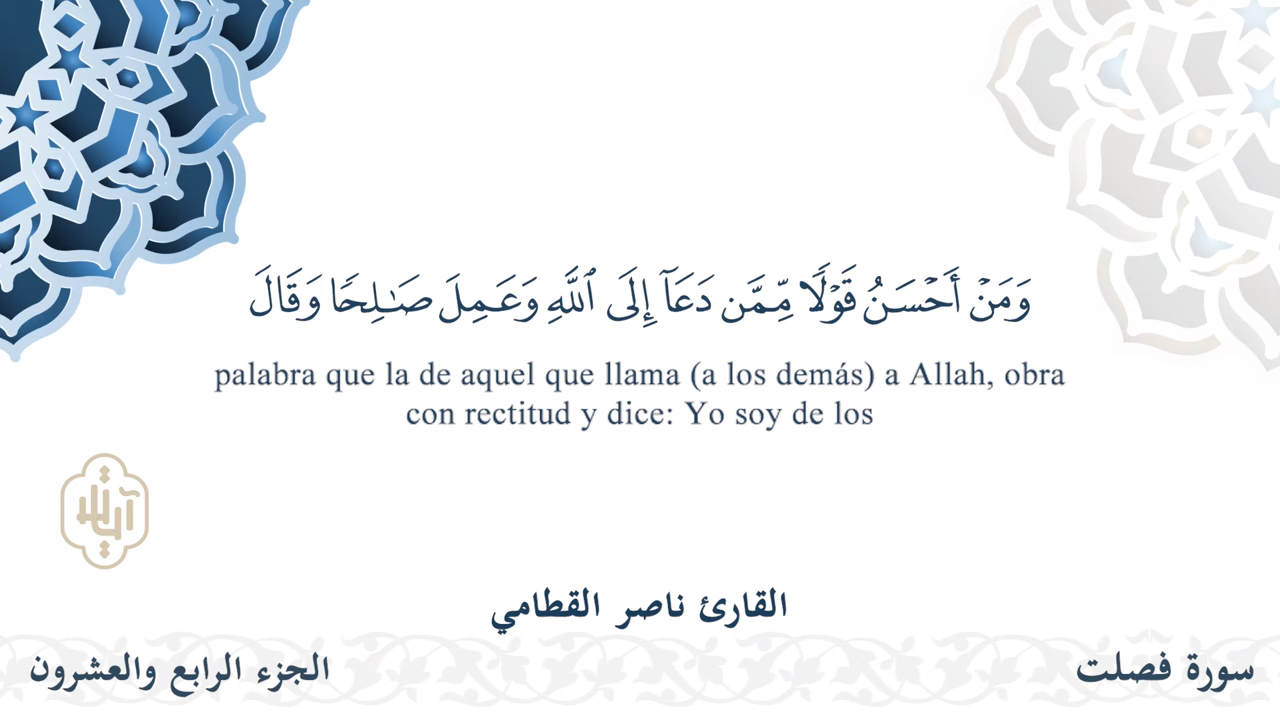 وَمَنْ أَحْسَنُ قَوْلًا مِّمَّن دَعَآ إِلَى ٱللَّهِ وَعَمِلَ صَـٰلِحًا وَقَالَ
palabra que la de aquel que llama (a los demás) a Allah, obra
con rectitud y dice: Yo soy de los
القارئ ناصر القطامي
سورة فصلت
الجزء الرابع والعشرون